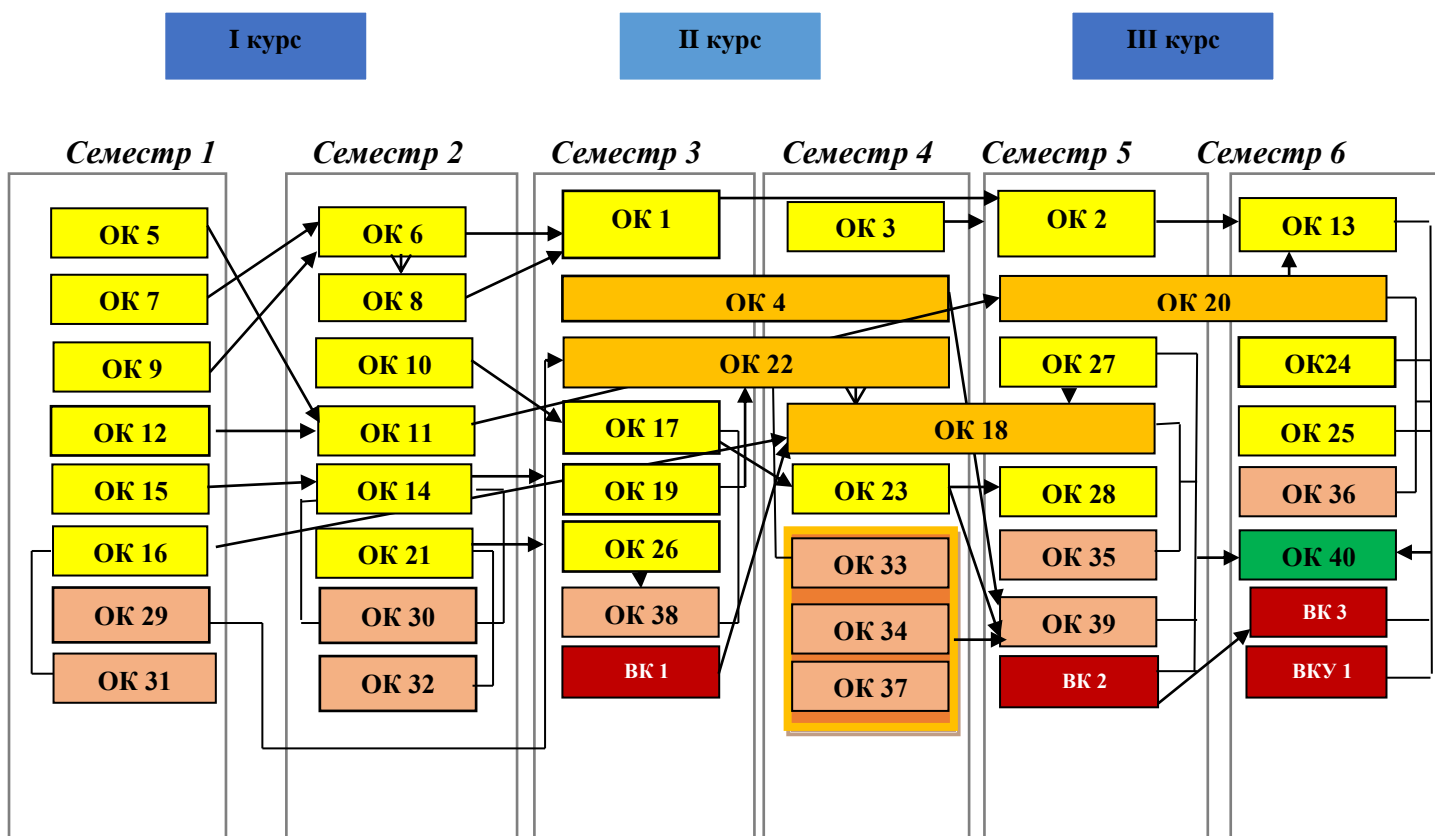 I курс
II курс
III курс
Семестр 1
Семестр 2
Семестр 3
Семестр 4
Семестр 5
Семестр 6
ОК 5
ОК 7
ОК 9
ОК 12
ОК 15
ОК 16
ОК 29
ОК 31
ОК 6
ОК 8
ОК 10
ОК 11
ОК 14
ОК 21
ОК 30
ОК 32
ОК 1
ОК 4
ОК 22
ОК 17
ОК 19
ОК 26
ОК 38
ВК 1
ОК 3
ОК 18
ОК 23
ОК 33
ОК 34
ОК 37
ОК 2
ОК 20
ОК 27
ОК 28
ОК 35
ОК 39
ВК 2
ОК 13
ОК24
ОК 25
ОК 36
ОК 40
ВК 3
ВКУ 1